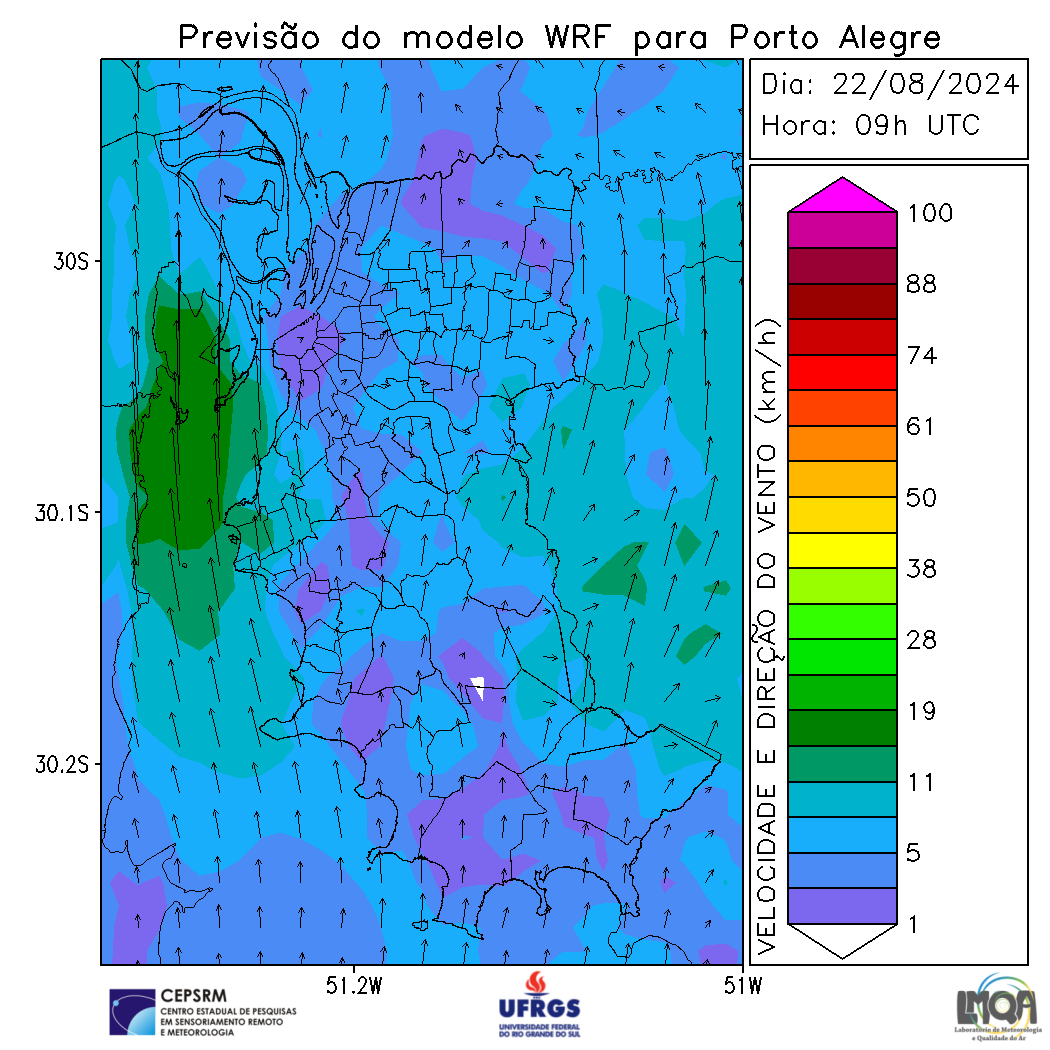 Previsão do modelo WRF para Porto Alegre
Dia: 22/08/2024
Hora: 09h UTC
30S
30.1S
30.2S
51.2W
51W
VELOCIDADE E DIREÇÃO DO VENTO (km/h)
100
88
74
61
50
38
28
19
11
5
1
CEPSRM
CENTRO ESTADUAL DE PESQUISAS
EM SENSORIAMENTO REMOTO
E METEOROLOGIA
UFRGS
UNIVERSIDADE FEDERAL
DO RIO GRANDE DO SUL
LMQA
Laboratório de Meteorologia
e Qualidade do Ar